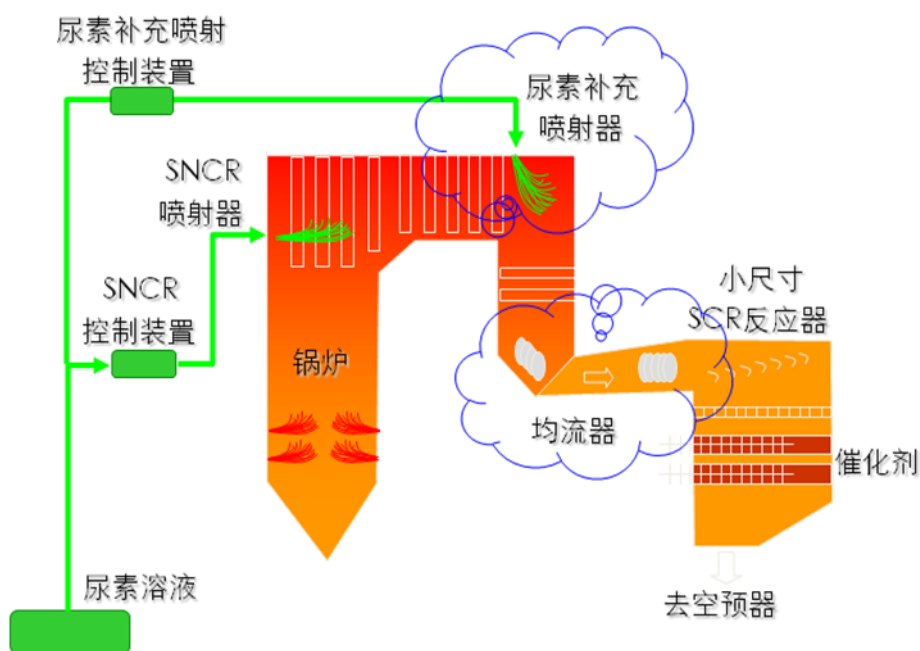 尿素补充喷射
控制装置
尿素补充
喷射器
SNCR
喷射器
SNCR
控制装置
锅炉
小尺寸
SCR反应器
均流器
催化剂
尿素溶液
去空预器